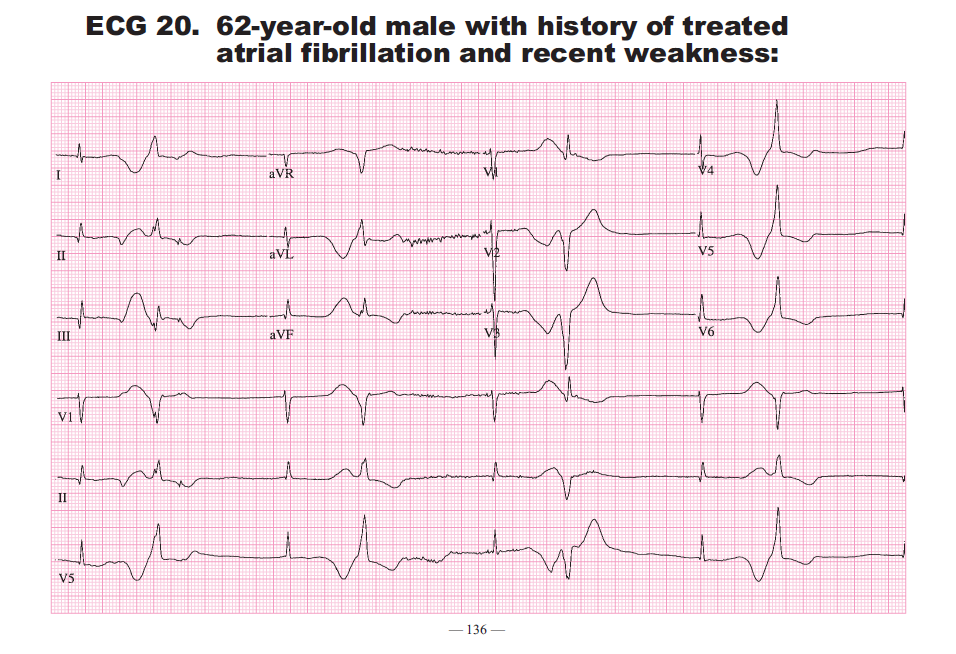 ECG 20. 62-year-old male with history of treated
atrial fibrillation and recent weakness:
I aVR V1 V4
II aVL V2 V5
III aVF V3 V6
V1
II
V5
— 136 —